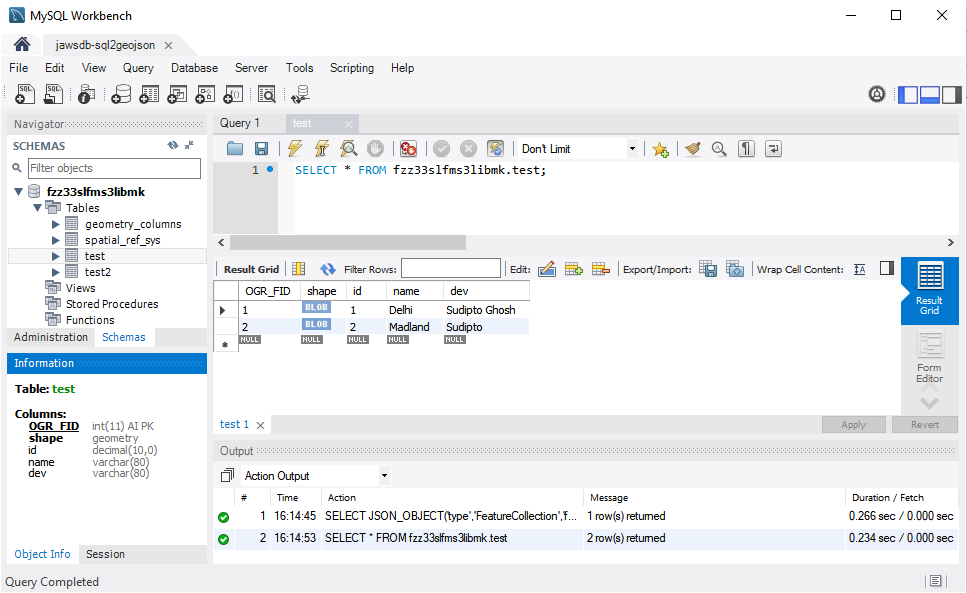 MySQL Workbench
jawsdb-sql2geojson
File Edit View Query Database Server Tools Scripting Help
Navigator
SCHEMAS
Filter objects
fzz33slfms3libmk
Tables
geometry_columns
spatial_ref_sys
test
test2
Views
Stored Procedures
Functions
Administration Schemas
Information
Table: test
Columns:
OGR_FID int(11) AI PK
shape geometry
id decimal(10,0)
name varchar(80)
dev varchar(80)
Object Info Session
Query 1 test
Don't Limit
1 SELECT * FROM fzz33slfms3libmk.test;
Result Grid Filter Rows: Edit: Export/Import: Wrap Cell Content: IA
OGR_FID shape id name dev
1 BLOB 1 Delhi Sudipto Ghosh
2 BLOB 2 Madland Sudipto
NULL NULL NULL NULL NULL
Result Grid
Form Editor
test 1 Apply Revert
Output
Action Output
# Time Action Message Duration / Fetch
1 16:14:45 SELECT JSON_OBJECT('type','FeatureCollection','f... 1 row(s) returned 0.266 sec / 0.000 sec
2 16:14:53 SELECT * FROM fzz33slfms3libmk.test 2 row(s) returned 0.234 sec / 0.000 sec
Query Completed